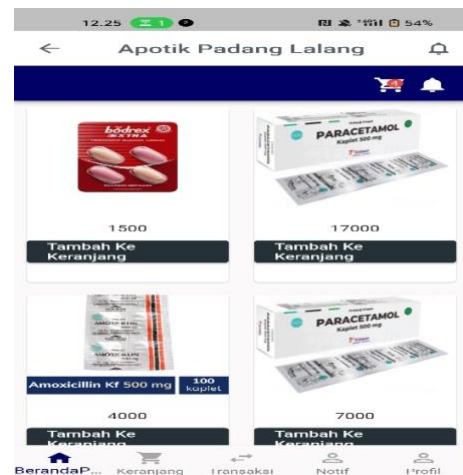 12.25
1
54%
Apotik Padang Lalang
bodrex
EXTRA
PARACETAMOL
Kaplet 500 mg
1500
17000
Tambah Ke
Keranjang
Tambah Ke
Keranjang
Amoxicillin Kf 500 mg
100
kaplet
PARACETAMOL
Kaplet 500 mg
4000
7000
Tambah Ke
Keranjang
Tambah Ke
Keranjang
BerandaP...
Keranjang
Transaksi
Notif
Profil